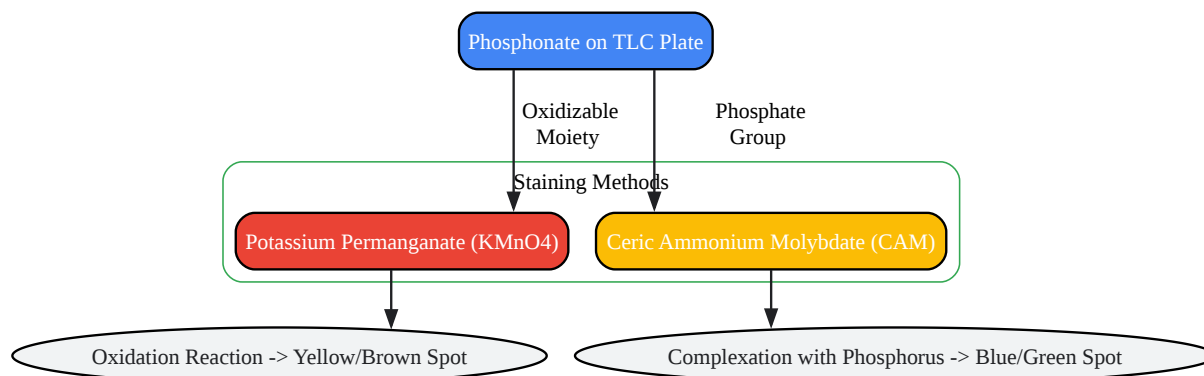 Phosphonate on TLC Plate
Oxidizable
Moiety
Phosphate
Group
Staining Methods
Potassium Permanganate (KMnO4)
Ceric Ammonium Molybdate (CAM)
Oxidation Reaction -> Yellow/Brown Spot
Complexation with Phosphorus -> Blue/Green Spot